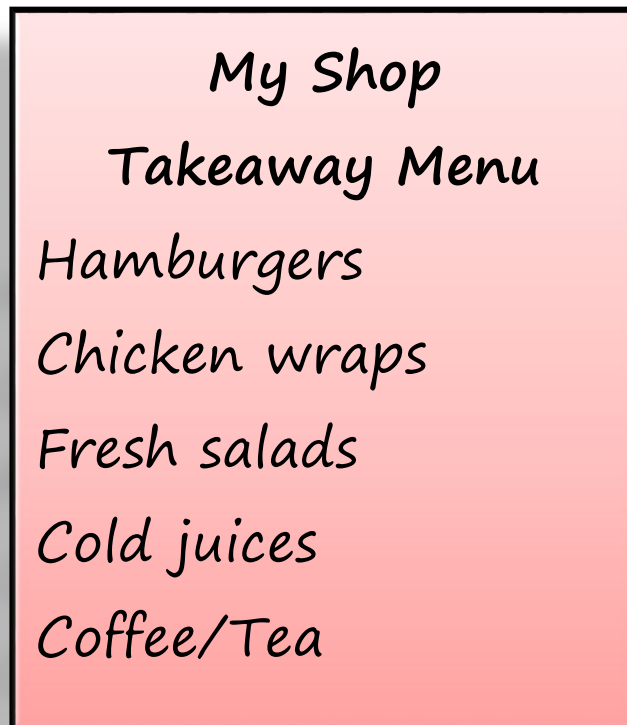 My Shop
Takeaway Menu
Hamburgers
Chicken wraps
Fresh salads
Cold juices
Coffee/Tea